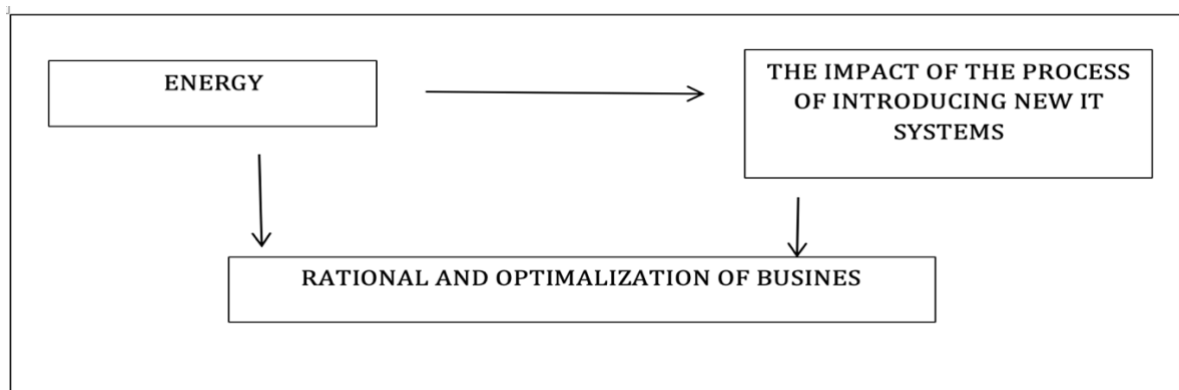 ENERGY
THE IMPACT OF THE PROCESS
OF INTRODUCING NEW IT
SYSTEMS
RATIONAL AND OPTIMALIZATION OF BUSINES